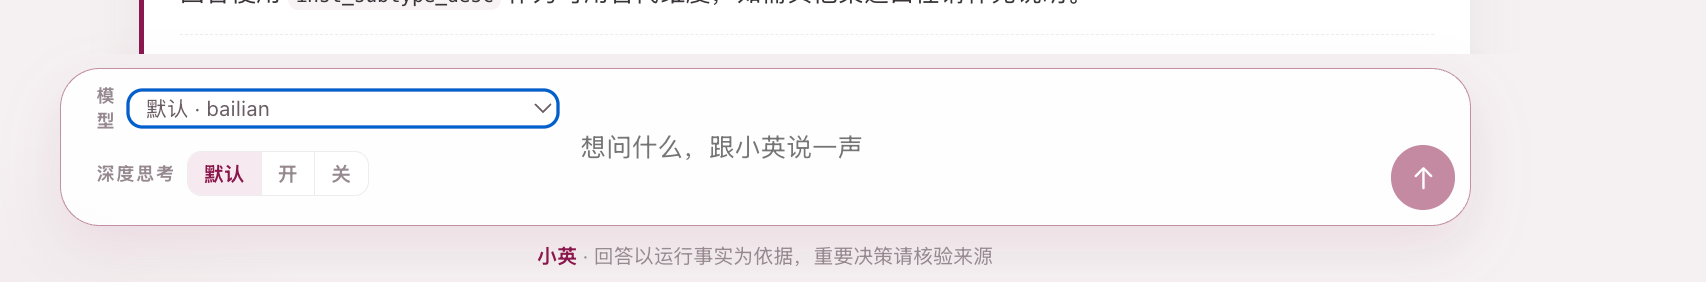 inst_subtype_desc
模型
默认 · bailian
深度思考 默认 开 关
想问什么，跟小英说一声
小英 · 回答以运行事实为依据，重要决策请核验来源